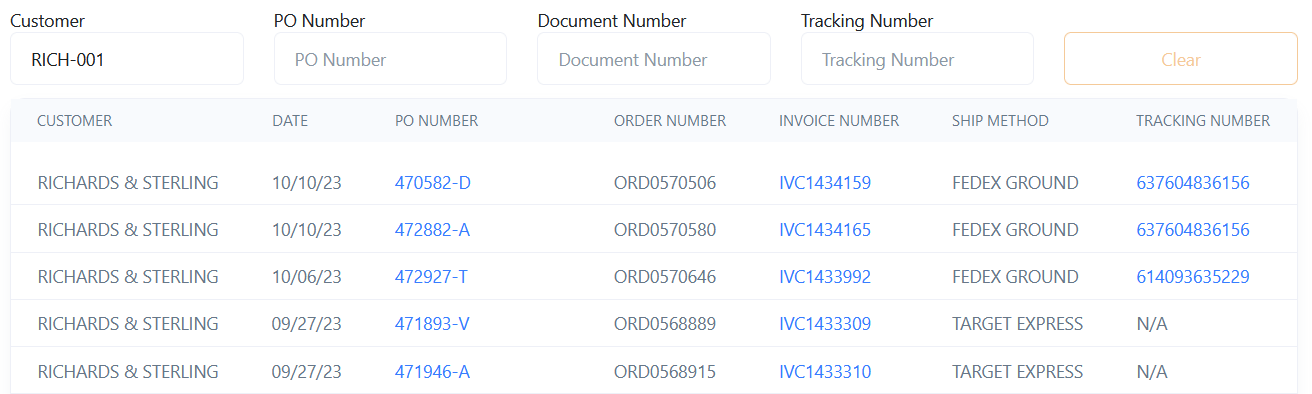 Customer PO Number Document Number Tracking Number
RICH-001 PO Number Document Number Tracking Number Clear
CUSTOMER DATE PO NUMBER ORDER NUMBER INVOICE NUMBER SHIP METHOD TRACKING NUMBER
RICHARDS & STERLING 10/10/23 470582-D ORD0570506 IVC1434159 FEDEX GROUND 637604836156
RICHARDS & STERLING 10/10/23 472882-A ORD0570580 IVC1434165 FEDEX GROUND 637604836156
RICHARDS & STERLING 10/06/23 472927-T ORD0570646 IVC1433992 FEDEX GROUND 614093635229
RICHARDS & STERLING 09/27/23 471893-V ORD0568889 IVC1433309 TARGET EXPRESS N/A
RICHARDS & STERLING 09/27/23 471946-A ORD0568915 IVC1433310 TARGET EXPRESS N/A